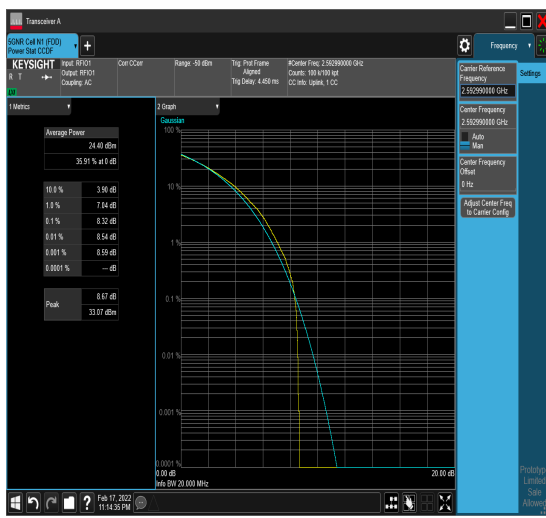 Transceiver A
5GNR Cell N1 (FDD)
Power Stat CCDF
Frequency
KEYSIGHT
R T
Input: RFIO1
Output: RFIO1
Coupling: AC
Corr CCorr
Range: -50 dBm
Trig: Prot Frame
Aligned
Trig Delay: 4.450 ms
#Center Freq: 2.592990000 GHz
Counts: 100 k/100 kpt
CC Info: Uplink, 1 CC
1 Metrics
Average Power
24.40 dBm
35.91 % at 0 dB
10.0 % 3.90 dB
1.0 % 7.04 dB
0.1 % 8.32 dB
0.01 % 8.54 dB
0.001 % 8.59 dB
0.0001 % --- dB
Peak
8.67 dB
33.07 dBm
2 Graph
Gaussian
100 %
10 %
1 %
0.1 %
0.01 %
0.001 %
0.0001 %
0.00 dB
20.00 dB
Info BW 20.000 MHz
Carrier Reference
Frequency
2.592990000 GHz
Center Frequency
2.592990000 GHz
Auto
Man
Center Frequency
Offset
0 Hz
Adjust Center Freq
to Carrier Config
Settings
Prototyp
Limited
Sale
Allowed
Feb 17, 2022
11:14:35 PM